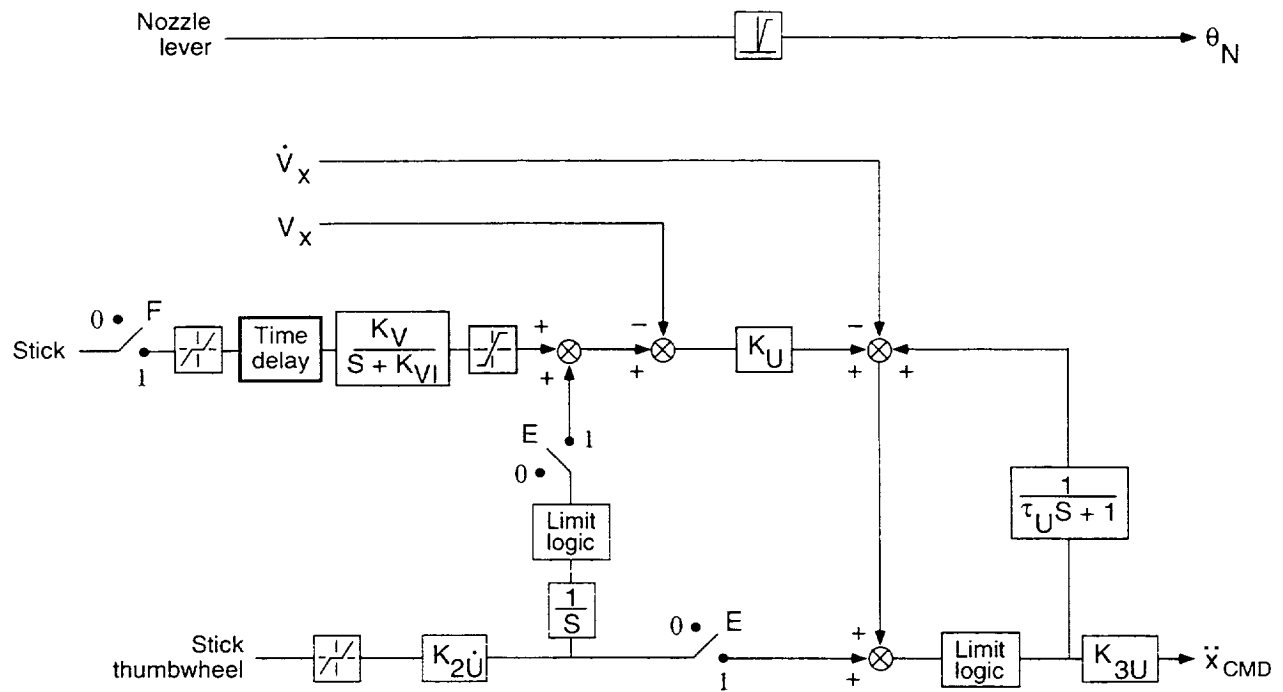 Nozzle
lever
θN
V̇X
VX
0
F
Stick
1
Time
delay
KV
S + KVI
+
+
−
+
KU
−
+
+
E
1
0
Limit
logic
1
S
1
τUS + 1
Stick
thumbwheel
K2U̇
0
E
1
+
+
Limit
logic
K3U
ẍCMD